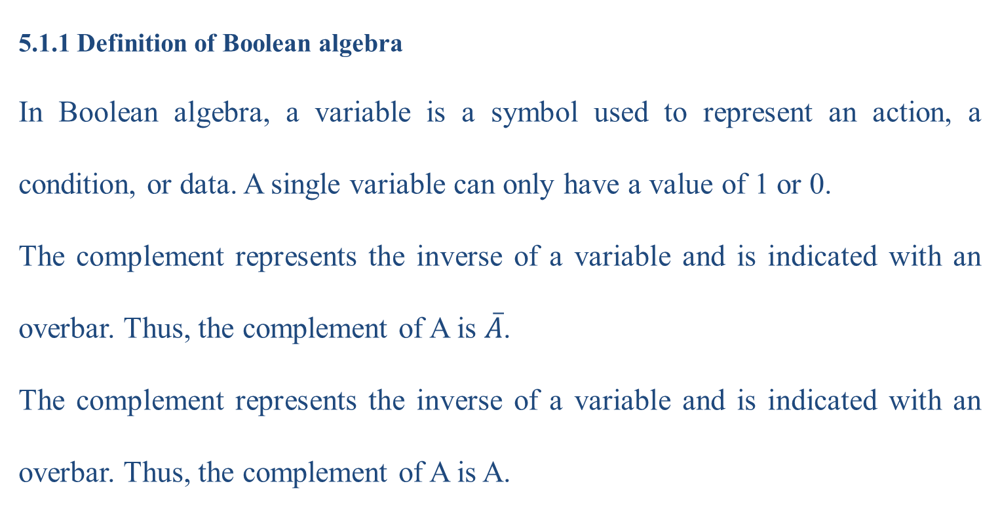 5.1.1 Definition of Boolean algebra
In Boolean algebra, a variable is a symbol used to represent an action, a
condition, or data. A single variable can only have a value of 1 or 0.
The complement represents the inverse of a variable and is indicated with an
overbar. Thus, the complement of A is Ā.
The complement represents the inverse of a variable and is indicated with an
overbar. Thus, the complement of A is A.